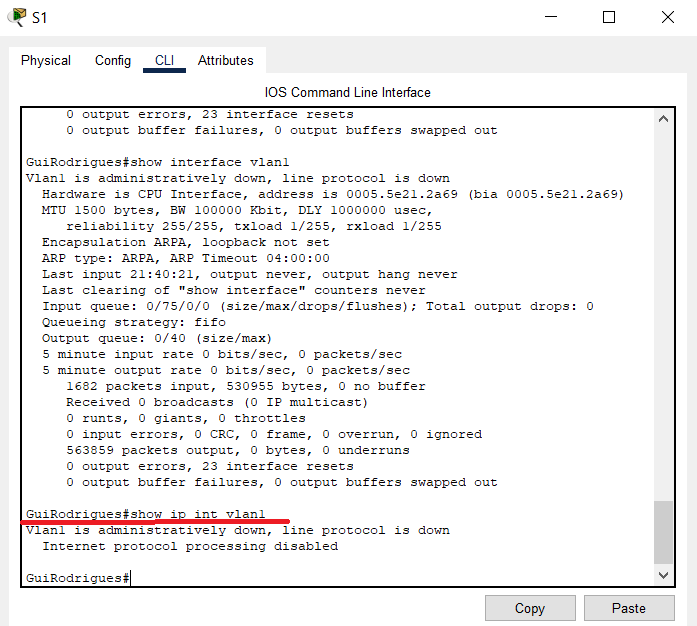 S1
Physical Config CLI Attributes
IOS Command Line Interface
0 output errors, 23 interface resets
0 output buffer failures, 0 output buffers swapped out
GuiRodrigues#show interface vlan1
Vlan1 is administratively down, line protocol is down
Hardware is CPU Interface, address is 0005.5e21.2a69 (bia 0005.5e21.2a69)
MTU 1500 bytes, BW 100000 Kbit, DLY 1000000 usec,
reliability 255/255, txload 1/255, rxload 1/255
Encapsulation ARPA, loopback not set
ARP type: ARPA, ARP Timeout 04:00:00
Last input 21:40:21, output never, output hang never
Last clearing of "show interface" counters never
Input queue: 0/75/0/0 (size/max/drops/flushes); Total output drops: 0
Queueing strategy: fifo
Output queue: 0/40 (size/max)
5 minute input rate 0 bits/sec, 0 packets/sec
5 minute output rate 0 bits/sec, 0 packets/sec
1682 packets input, 530955 bytes, 0 no buffer
Received 0 broadcasts (0 IP multicast)
0 runts, 0 giants, 0 throttles
0 input errors, 0 CRC, 0 frame, 0 overrun, 0 ignored
563859 packets output, 0 bytes, 0 underruns
0 output errors, 23 interface resets
0 output buffer failures, 0 output buffers swapped out
GuiRodrigues#show ip int vlan1
Vlan1 is administratively down, line protocol is down
Internet protocol processing disabled
GuiRodrigues#
Copy Paste